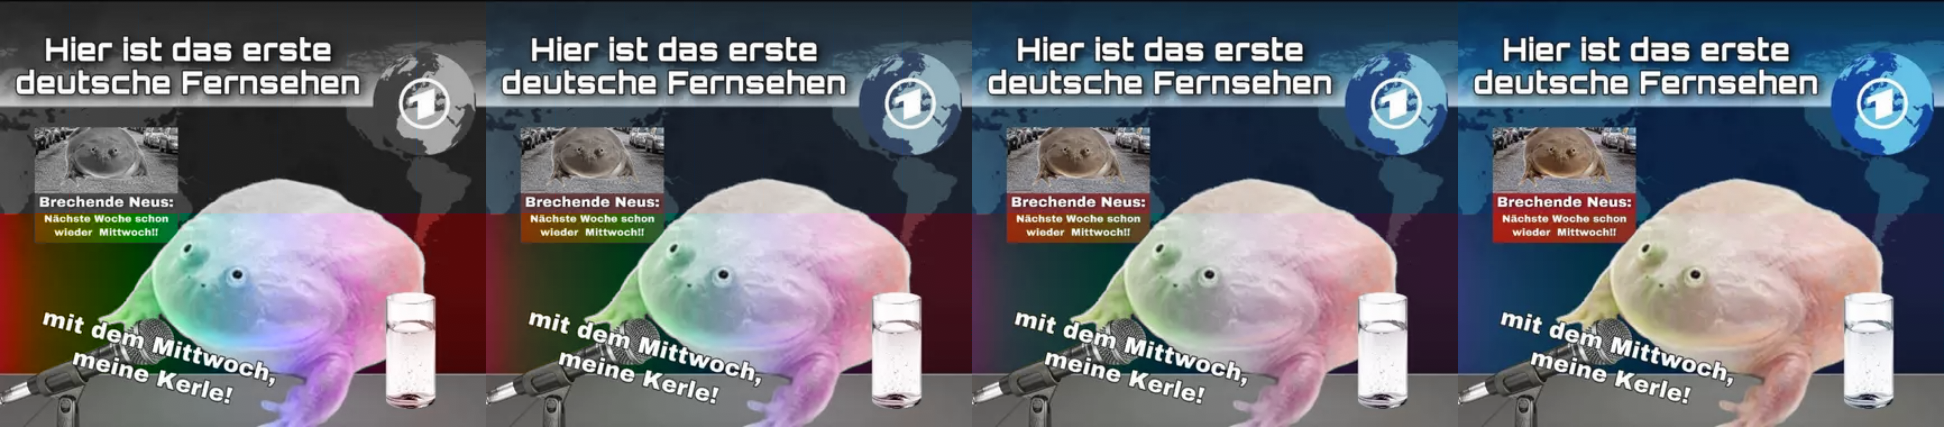 Hier ist das erste
deutsche Fernsehen
1
Brechende Neus:
Nächste Woche schon
wieder Mittwoch!!
mit dem Mittwoch,
meine Kerle!
Hier ist das erste
deutsche Fernsehen
1
Brechende Neus:
Nächste Woche schon
wieder Mittwoch!!
mit dem Mittwoch,
meine Kerle!
Hier ist das erste
deutsche Fernsehen
1
Brechende Neus:
Nächste Woche schon
wieder Mittwoch!!
mit dem Mittwoch,
meine Kerle!
Hier ist das erste
deutsche Fernsehen
1
Brechende Neus:
Nächste Woche schon
wieder Mittwoch!!
mit dem Mittwoch,
meine Kerle!